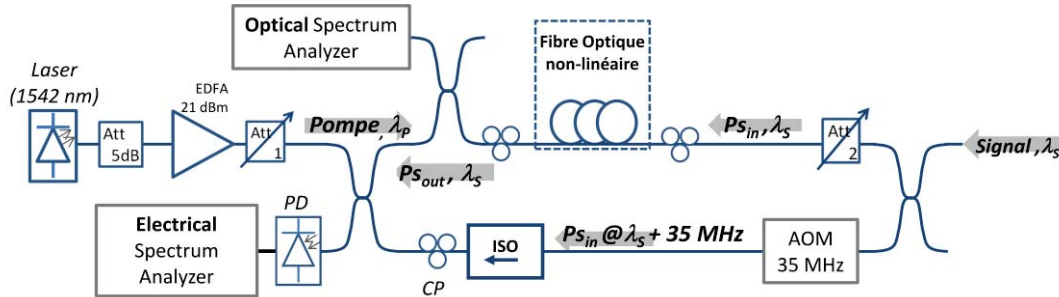 Optical Spectrum
Analyzer
Fibre Optique
non-linéaire
Laser
(1542 nm)
EDFA
21 dBm
Att
5dB
Att
1
Pompe, λP
Psin, λS
Att
2
Signal, λS
Psout, λS
PD
Electrical
Spectrum
Analyzer
CP
ISO
Psin @λS + 35 MHz
AOM
35 MHz